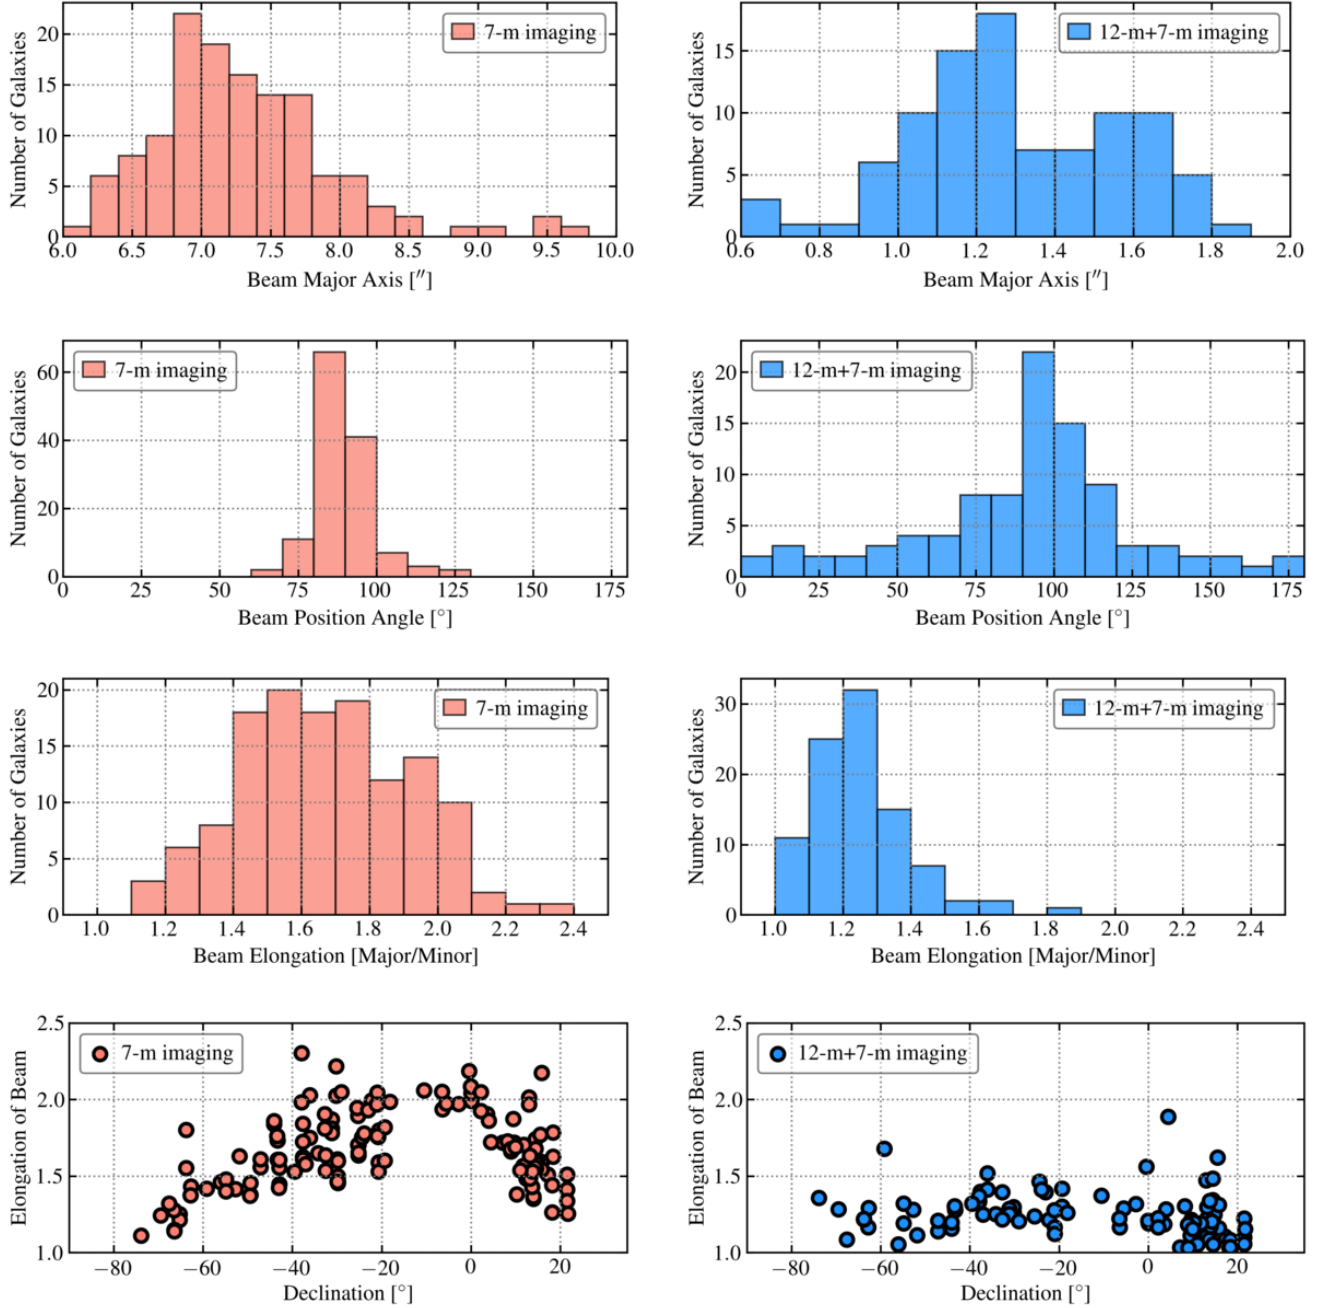 7-m imaging
Number of Galaxies
20
15
10
5
0
6.0 6.5 7.0 7.5 8.0 8.5 9.0 9.5 10.0
Beam Major Axis [″]
12-m+7-m imaging
Number of Galaxies
15
10
5
0
0.6 0.8 1.0 1.2 1.4 1.6 1.8 2.0
Beam Major Axis [″]
7-m imaging
Number of Galaxies
60
40
20
0
0 25 50 75 100 125 150 175
Beam Position Angle [°]
12-m+7-m imaging
Number of Galaxies
20
15
10
5
0
0 25 50 75 100 125 150 175
Beam Position Angle [°]
7-m imaging
Number of Galaxies
20
15
10
5
0
1.0 1.2 1.4 1.6 1.8 2.0 2.2 2.4
Beam Elongation [Major/Minor]
12-m+7-m imaging
Number of Galaxies
30
20
10
0
1.0 1.2 1.4 1.6 1.8 2.0 2.2 2.4
Beam Elongation [Major/Minor]
7-m imaging
Elongation of Beam
2.5
2.0
1.5
1.0
−80 −60 −40 −20 0 20
Declination [°]
12-m+7-m imaging
Elongation of Beam
2.5
2.0
1.5
1.0
−80 −60 −40 −20 0 20
Declination [°]